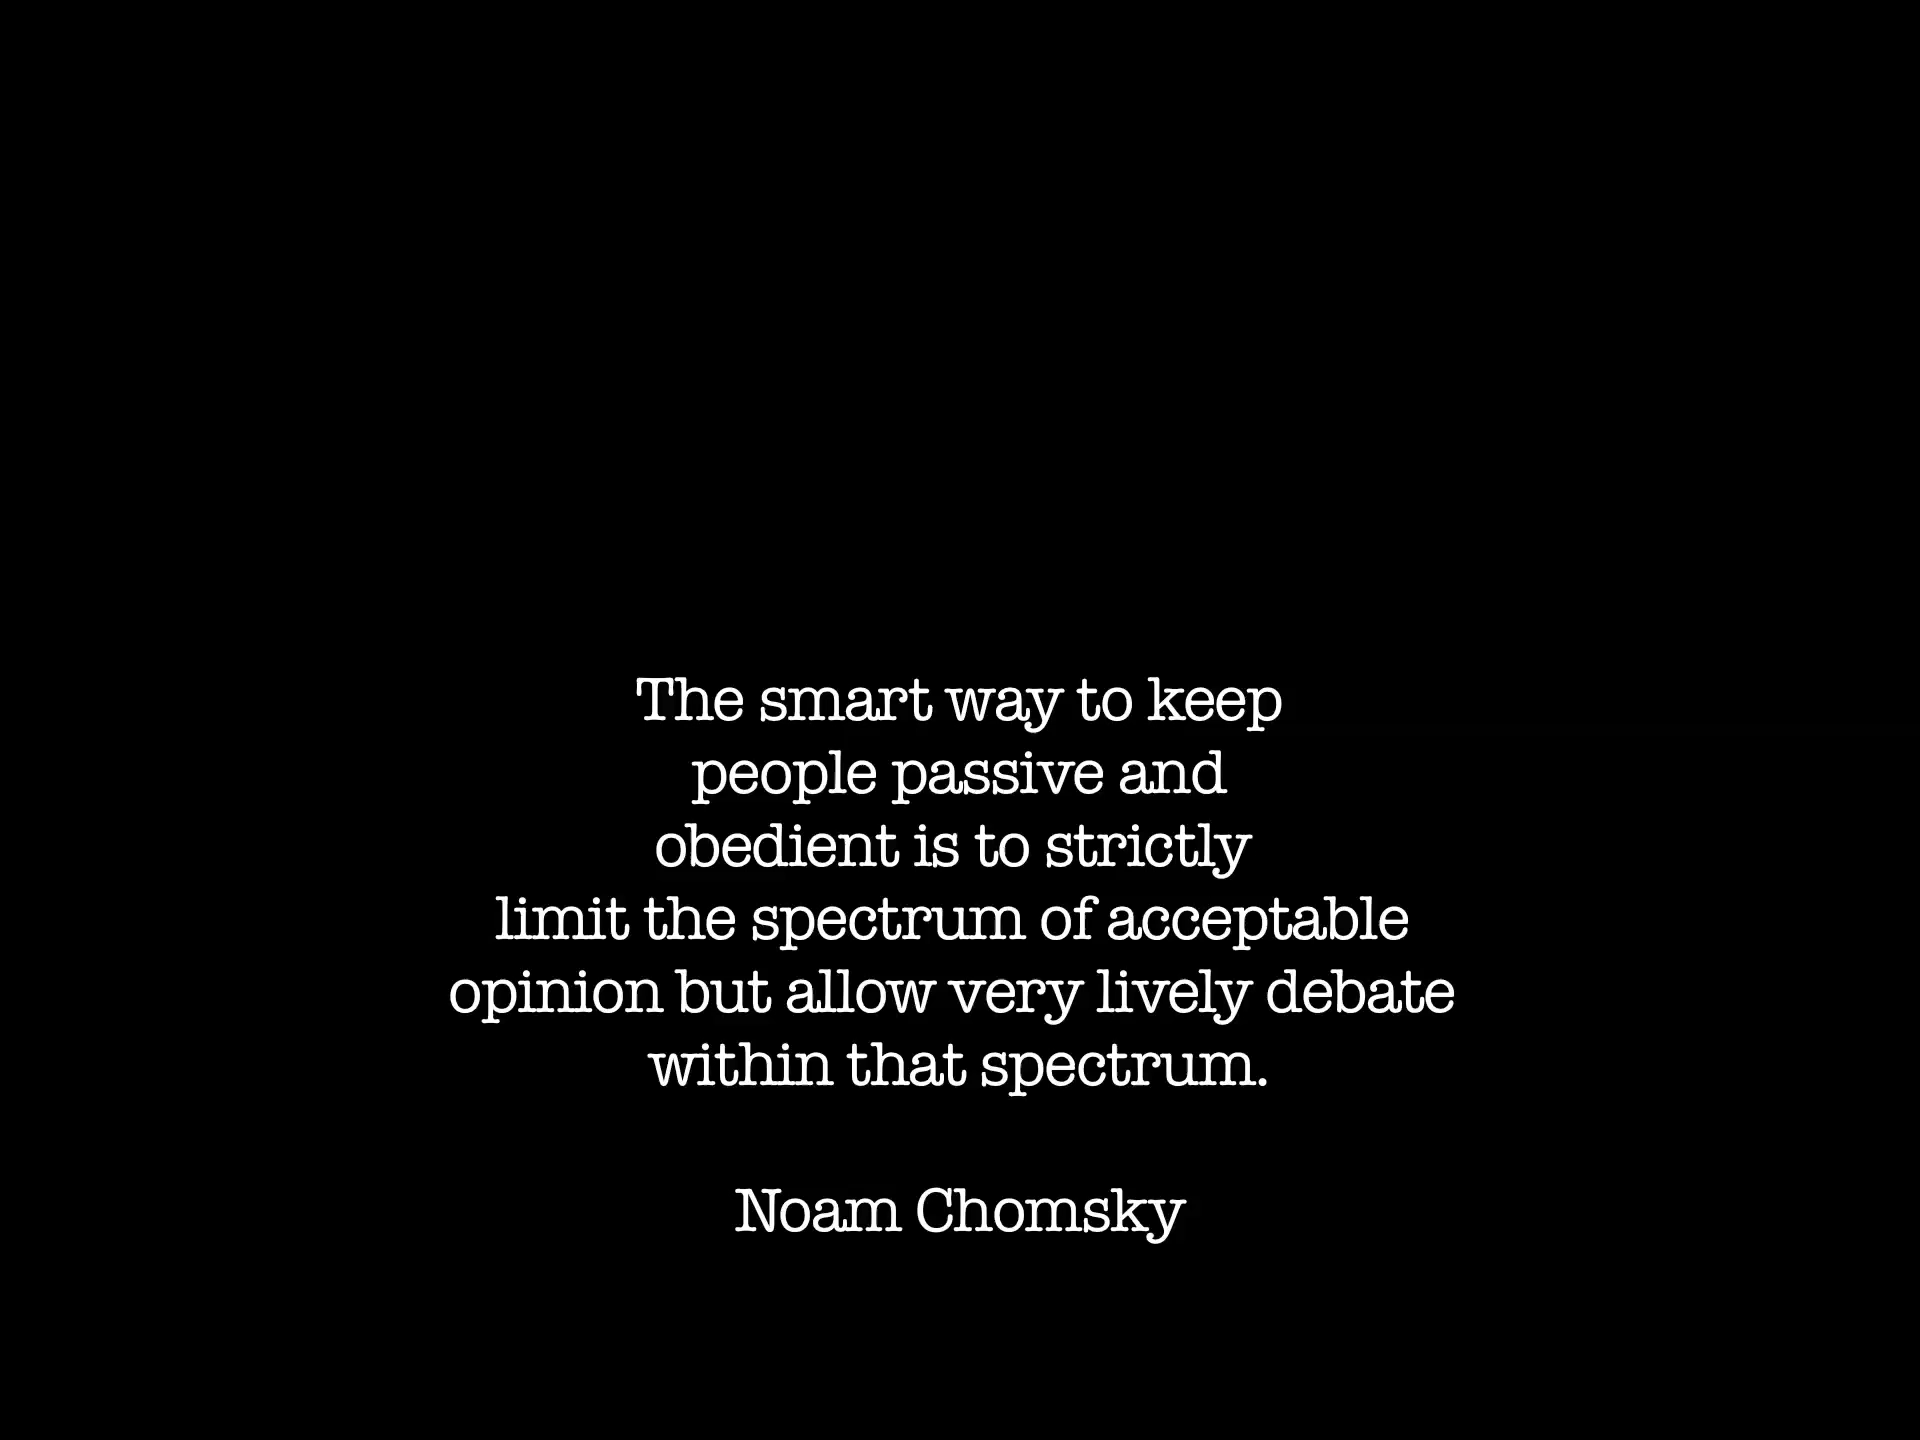 The smart way to keep
people passive and
obedient is to strictly
limit the spectrum of acceptable
opinion but allow very lively debate
within that spectrum.
Noam Chomsky